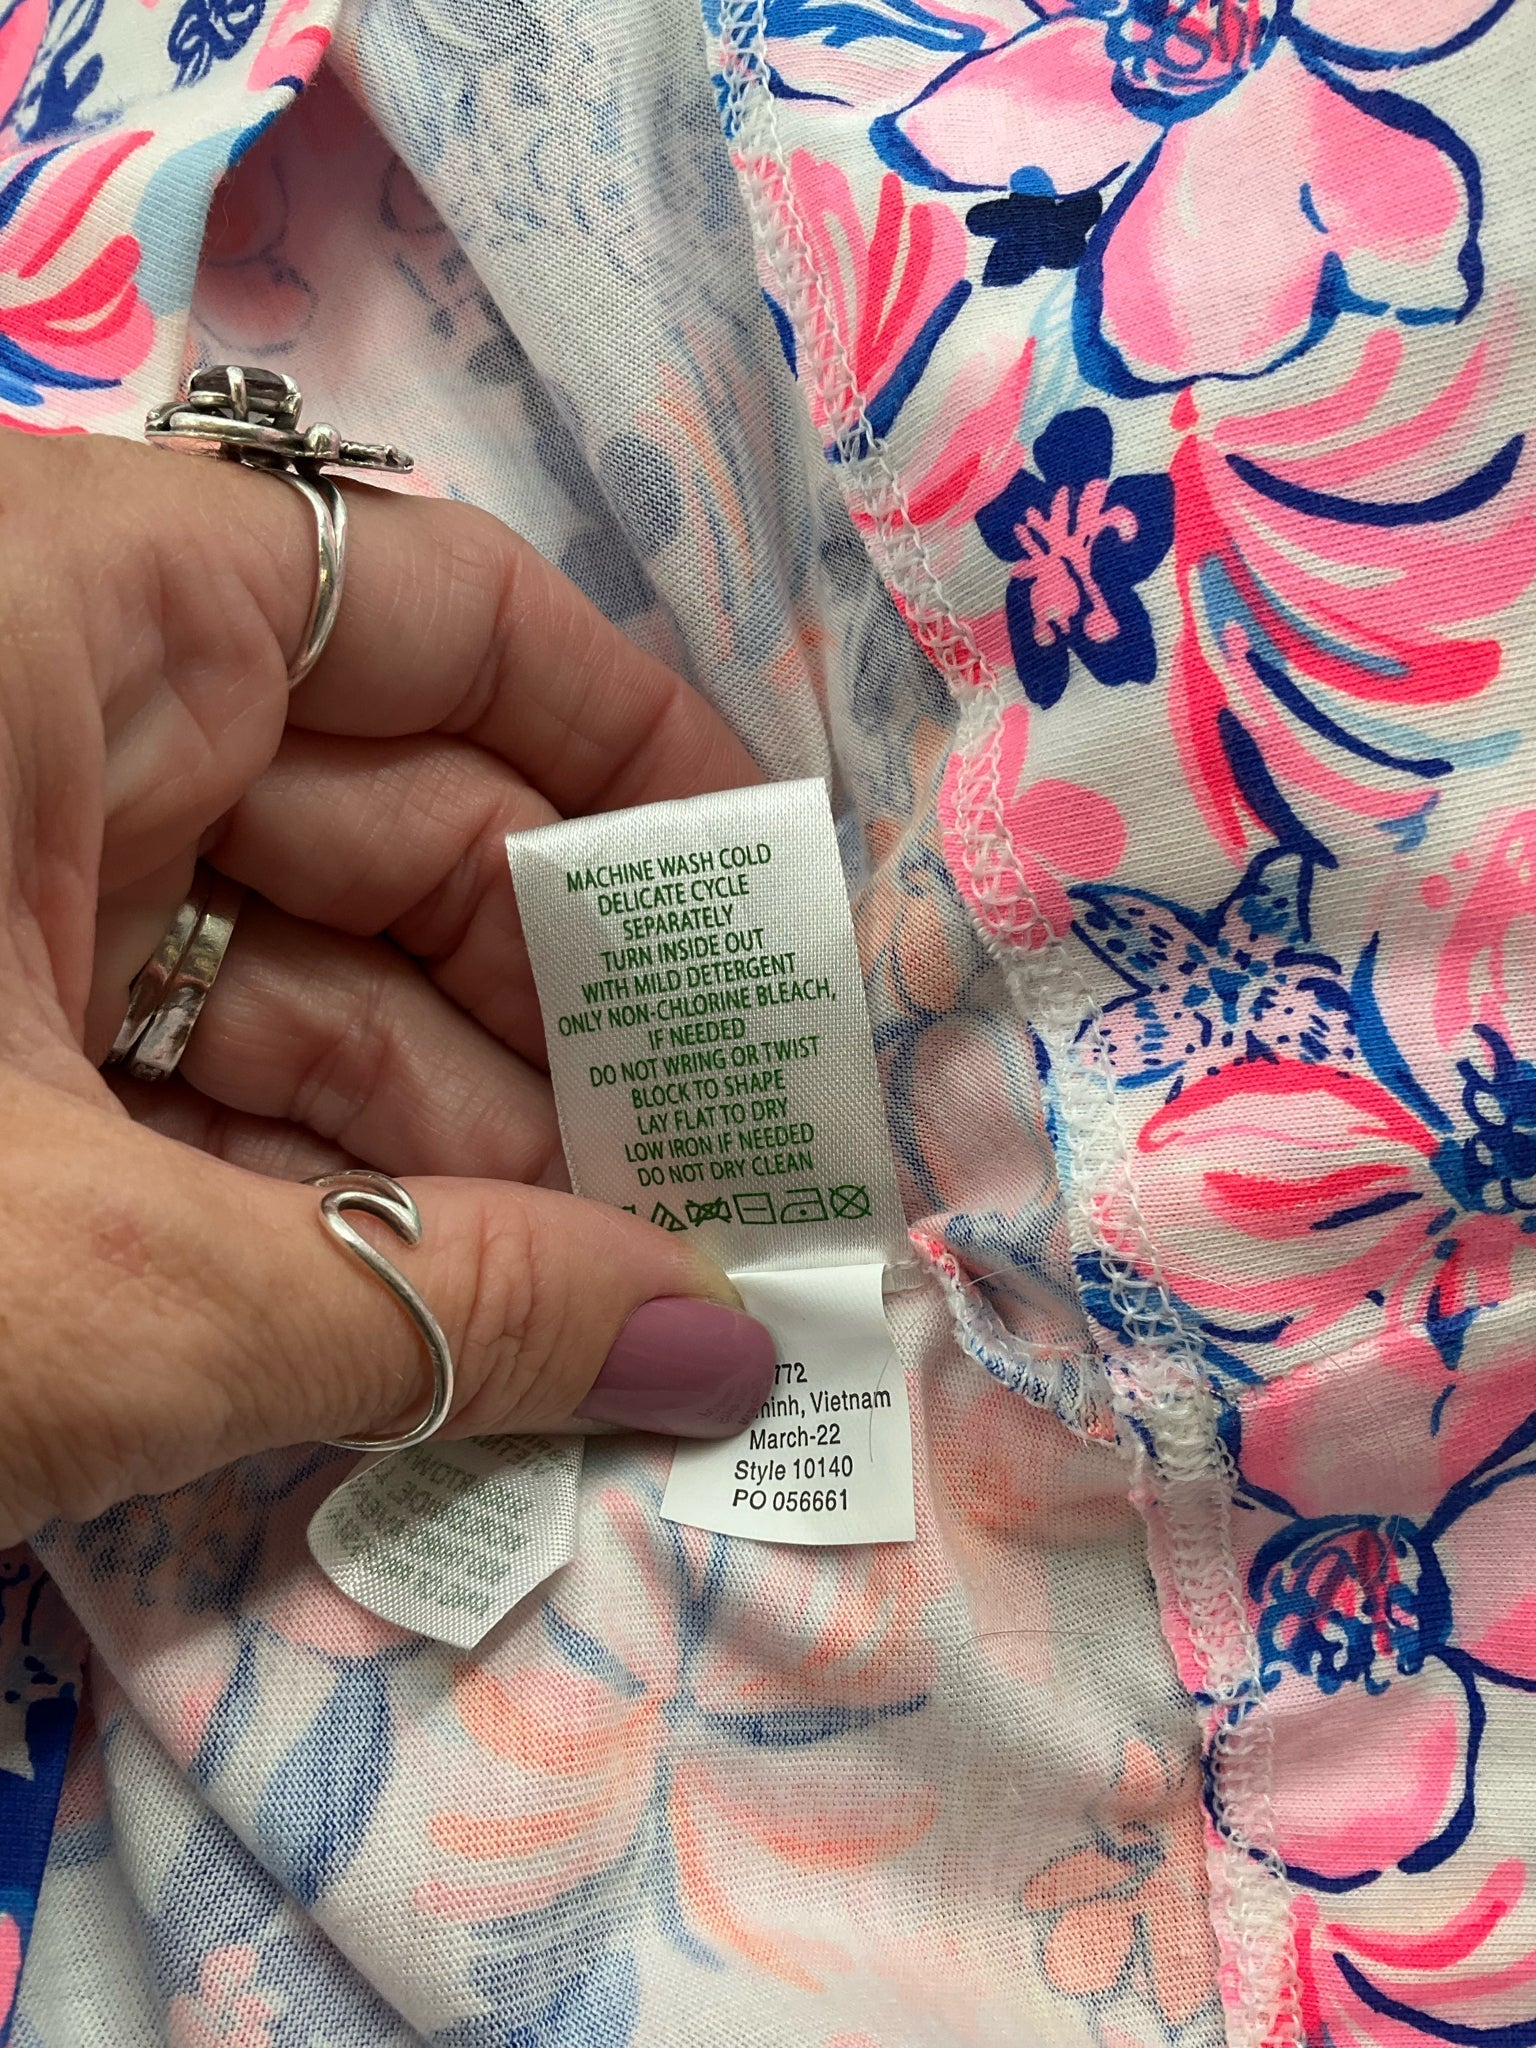 MACHINE WASH COLD
DELICATE CYCLE
SEPARATELY
TURN INSIDE OUT
WITH MILD DETERGENT
ONLY NON-CHLORINE BLEACH,
IF NEEDED
DO NOT WRING OR TWIST
BLOCK TO SHAPE
LAY FLAT TO DRY
LOW IRON IF NEEDED
DO NOT DRY CLEAN
772
minh, Vietnam
March-22
Style 10140
PO 056661